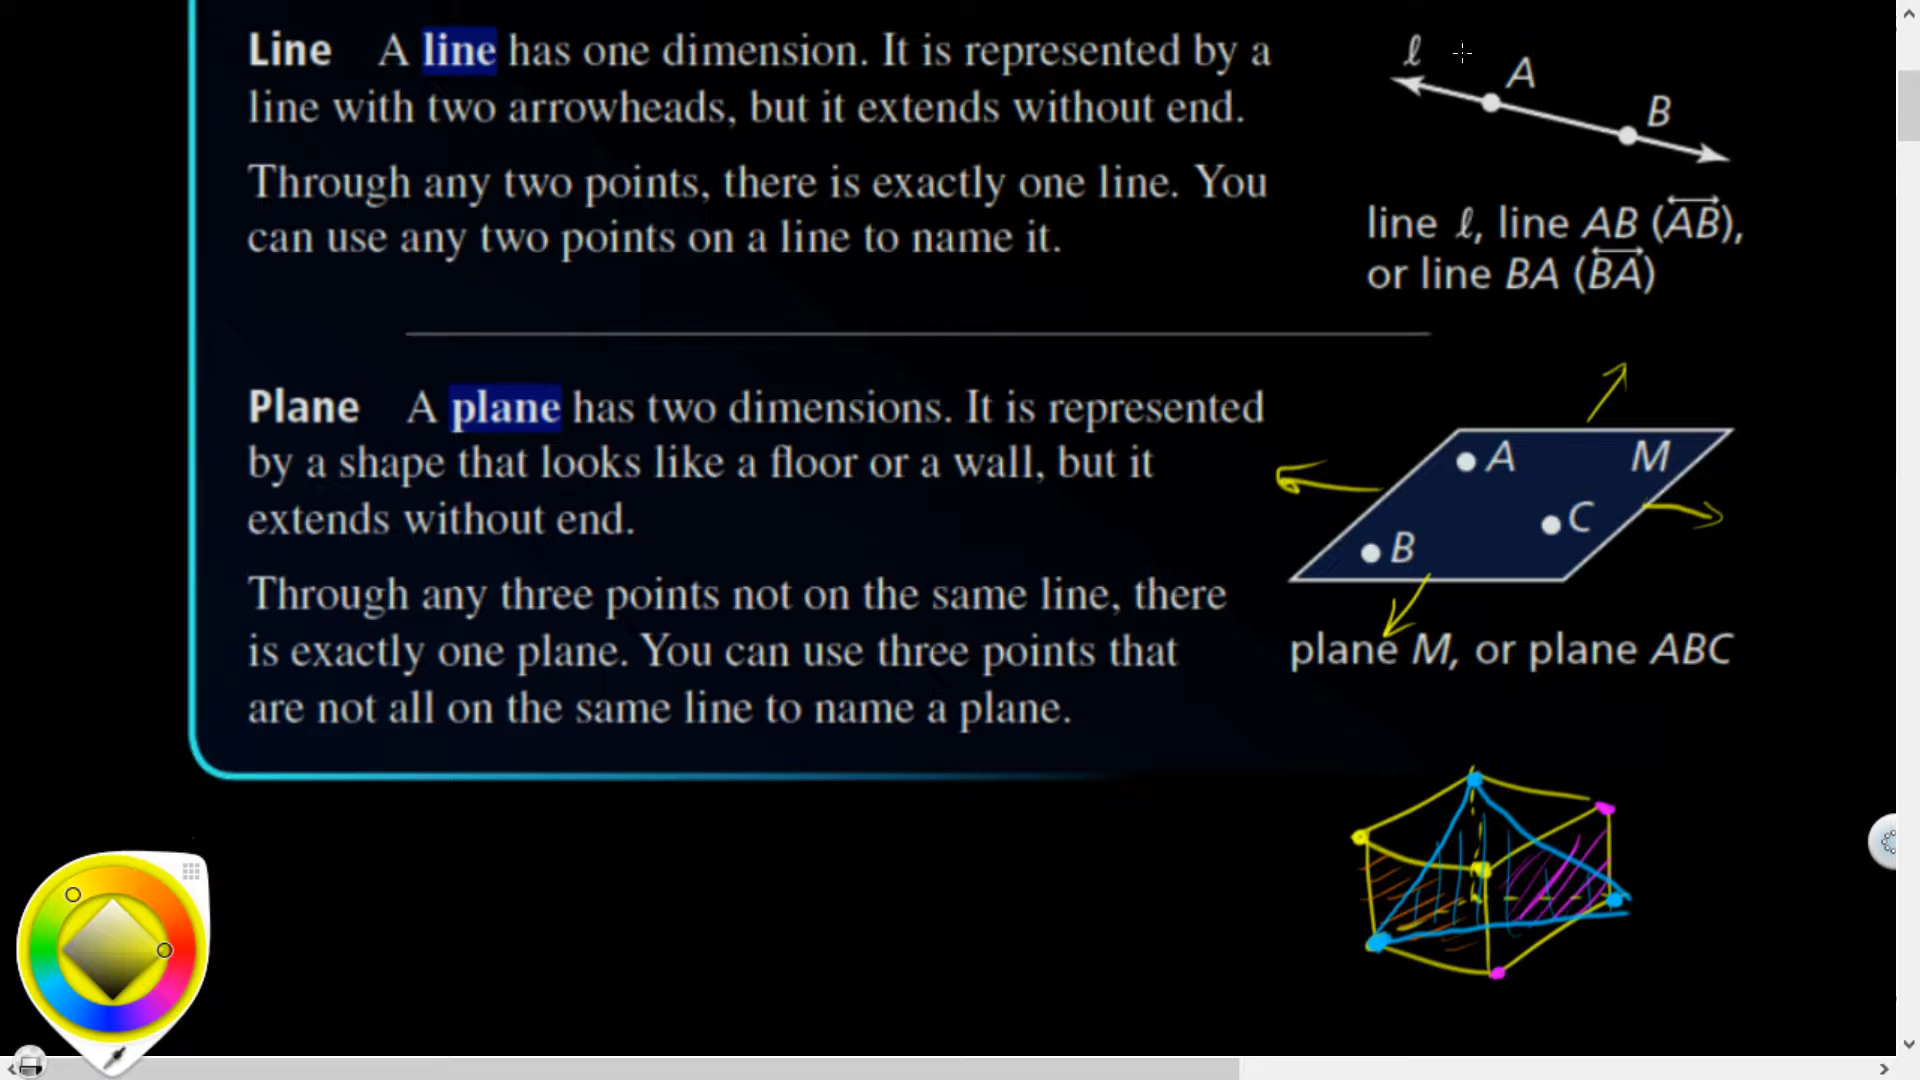 Line A line has one dimension. It is represented by a
line with two arrowheads, but it extends without end.
Through any two points, there is exactly one line. You
can use any two points on a line to name it.
ℓ
A
B
line ℓ, line AB (AB),
or line BA (BA)
Plane A plane has two dimensions. It is represented
by a shape that looks like a floor or a wall, but it
extends without end.
Through any three points not on the same line, there
is exactly one plane. You can use three points that
are not all on the same line to name a plane.
A M
C
B
plane M, or plane ABC